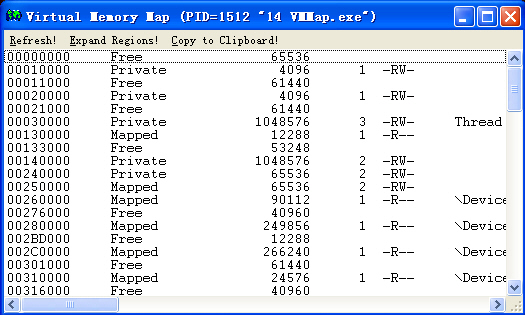 Virtual Memory Map (PID=1512 "14 VMMap.exe")
Refresh! Expand Regions! Copy to Clipboard!
00000000 Free 65536
00010000 Private 4096 1 -RW-
00011000 Free 61440
00020000 Private 4096 1 -RW-
00021000 Free 61440
00030000 Private 1048576 3 -RW- Thread
00130000 Mapped 12288 1 -R--
00133000 Free 53248
00140000 Private 1048576 2 -RW-
00240000 Private 65536 2 -RW-
00250000 Mapped 65536 2 -RW-
00260000 Mapped 90112 1 -R-- \Device
00276000 Free 40960
00280000 Mapped 249856 1 -R-- \Device
002BD000 Free 12288
002C0000 Mapped 266240 1 -R-- \Device
00301000 Free 61440
00310000 Mapped 24576 1 -R-- \Device
00316000 Free 40960